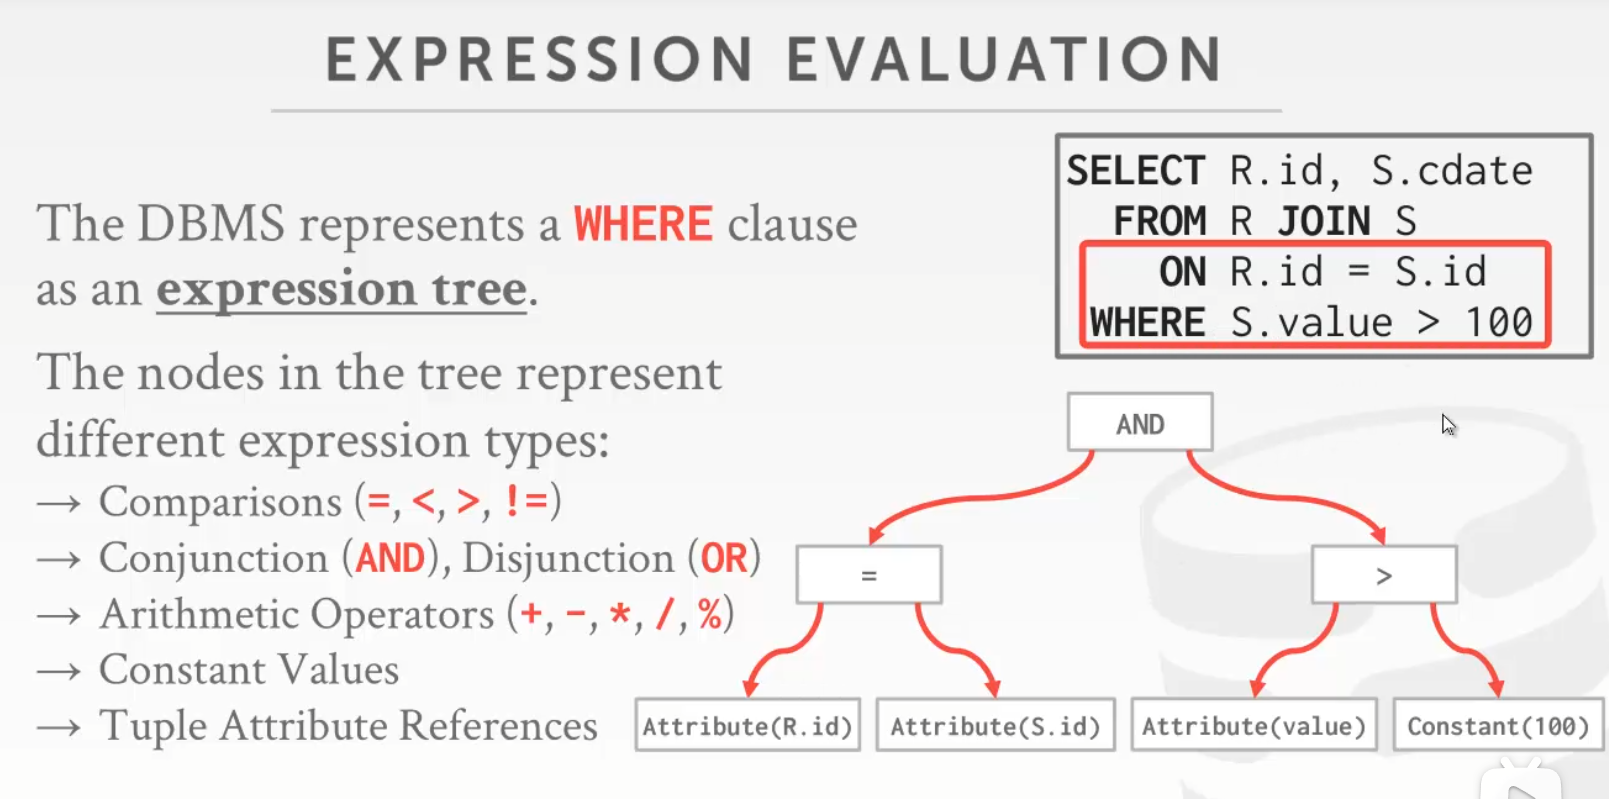 EXPRESSION EVALUATION
The DBMS represents a WHERE clause
as an expression tree.
The nodes in the tree represent
different expression types:
→ Comparisons (=, <, >, !=)
→ Conjunction (AND), Disjunction (OR)
→ Arithmetic Operators (+, -, *, /, %)
→ Constant Values
→ Tuple Attribute References
SELECT R.id, S.cdate
FROM R JOIN S
ON R.id = S.id
WHERE S.value > 100
AND
=
>
Attribute(R.id)
Attribute(S.id)
Attribute(value)
Constant(100)